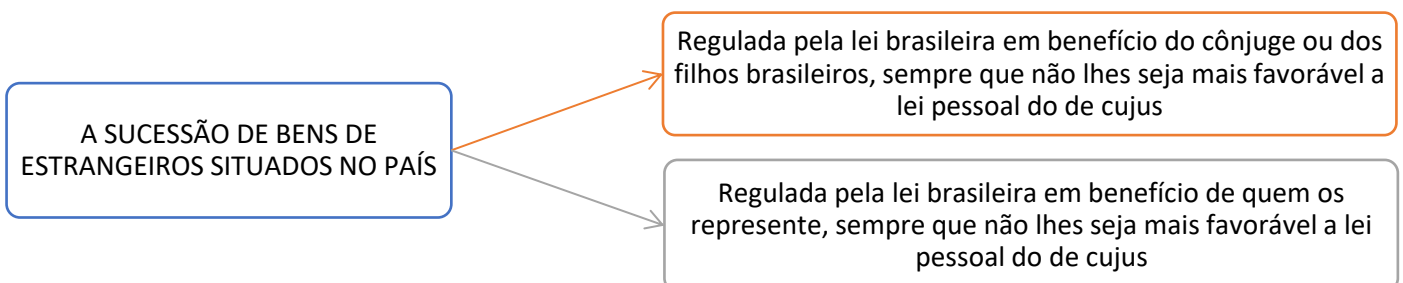 A SUCESSÃO DE BENS DE
ESTRANGEIROS SITUADOS NO PAÍS
Regulada pela lei brasileira em benefício do cônjuge ou dos
filhos brasileiros, sempre que não lhes seja mais favorável a
lei pessoal do de cujus
Regulada pela lei brasileira em benefício de quem os
represente, sempre que não lhes seja mais favorável a lei
pessoal do de cujus